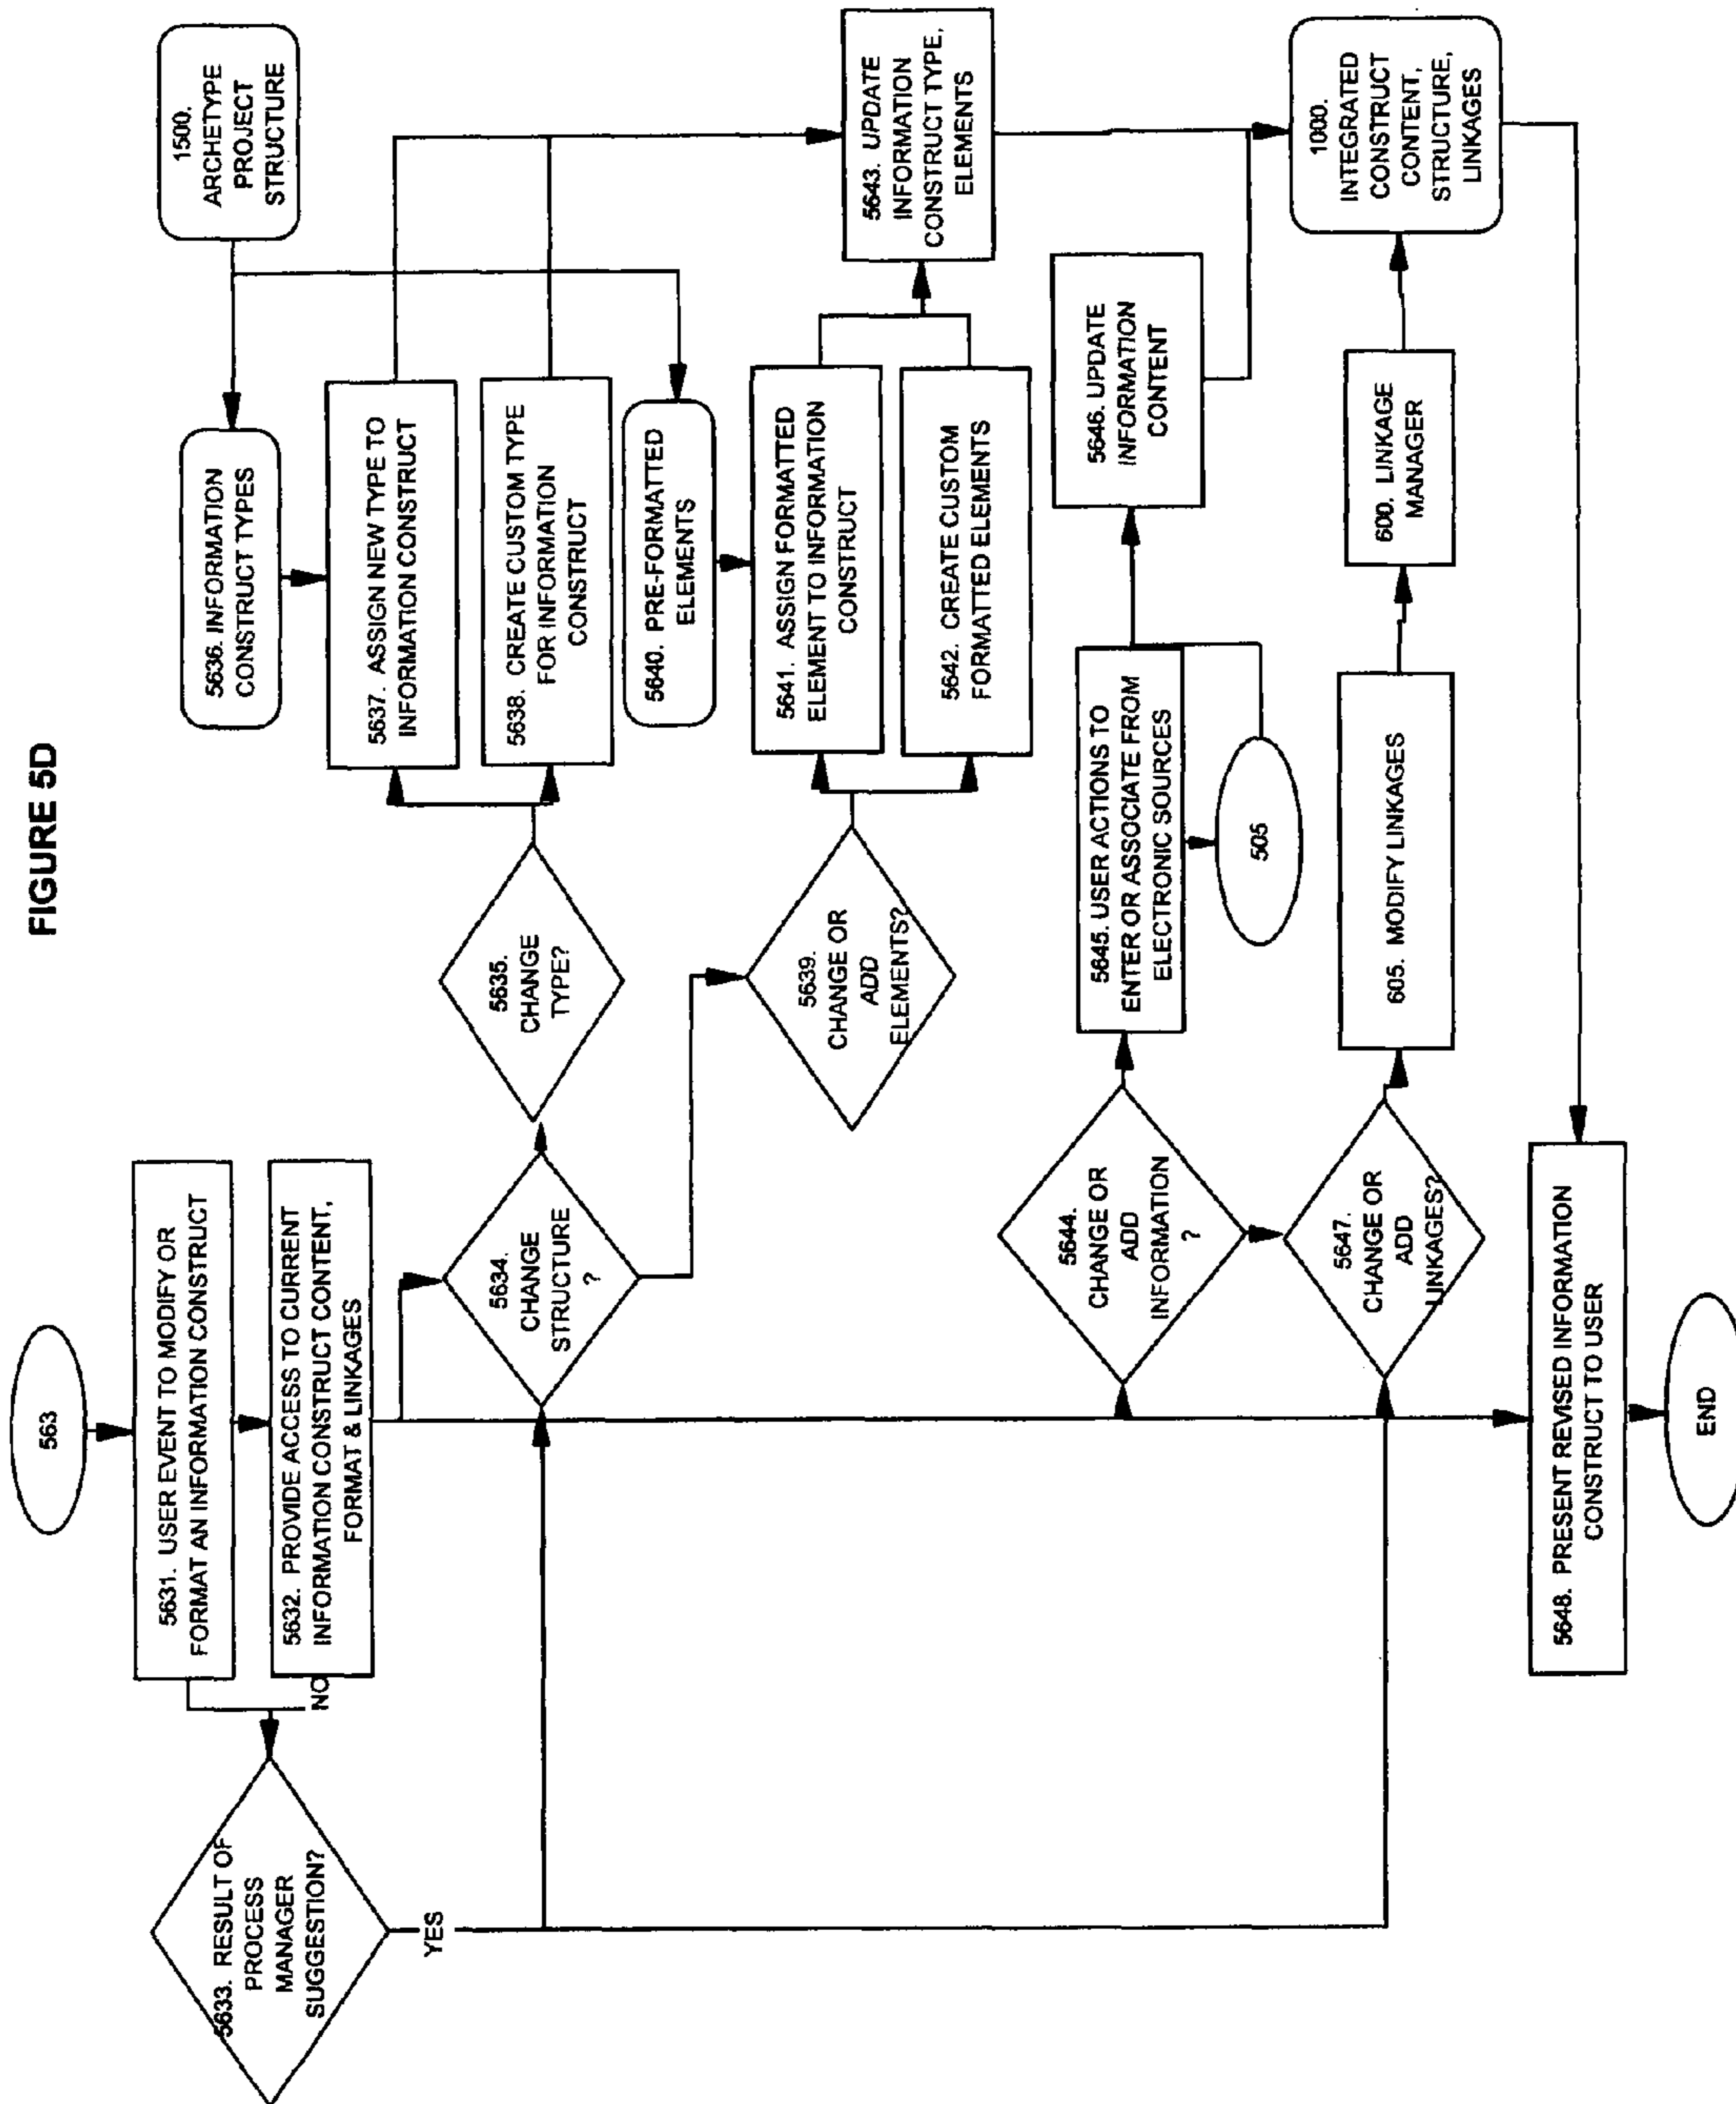 FIGURE 5D
563
5631. USER EVENT TO MODIFY OR
FORMAT AN INFORMATION CONSTRUCT
5632. PROVIDE ACCESS TO CURRENT
INFORMATION CONSTRUCT CONTENT,
FORMAT & LINKAGES
NO
5633. RESULT OF
PROCESS
MANAGER
SUGGESTION?
YES
5634.
CHANGE
STRUCTURE
?
5635.
CHANGE
TYPE?
1500.
ARCHETYPE
PROJECT
STRUCTURE
5636. INFORMATION
CONSTRUCT TYPES
5637. ASSIGN NEW TYPE TO
INFORMATION CONSTRUCT
5638. CREATE CUSTOM TYPE
FOR INFORMATION
CONSTRUCT
5639.
CHANGE OR
ADD
ELEMENTS?
5640. PRE-FORMATTED
ELEMENTS
5641. ASSIGN FORMATTED
ELEMENT TO INFORMATION
CONSTRUCT
5642. CREATE CUSTOM
FORMATTED ELEMENTS
5643. UPDATE
INFORMATION
CONSTRUCT TYPE,
ELEMENTS
5644.
CHANGE OR
ADD
INFORMATION
?
5645. USER ACTIONS TO
ENTER OR ASSOCIATE FROM
ELECTRONIC SOURCES
505
5646. UPDATE
INFORMATION
CONTENT
5647.
CHANGE OR
ADD
LINKAGES?
605. MODIFY LINKAGES
600. LINKAGE
MANAGER
1000.
INTEGRATED
CONSTRUCT
CONTENT,
STRUCTURE,
LINKAGES
5648. PRESENT REVISED INFORMATION
CONSTRUCT TO USER
END